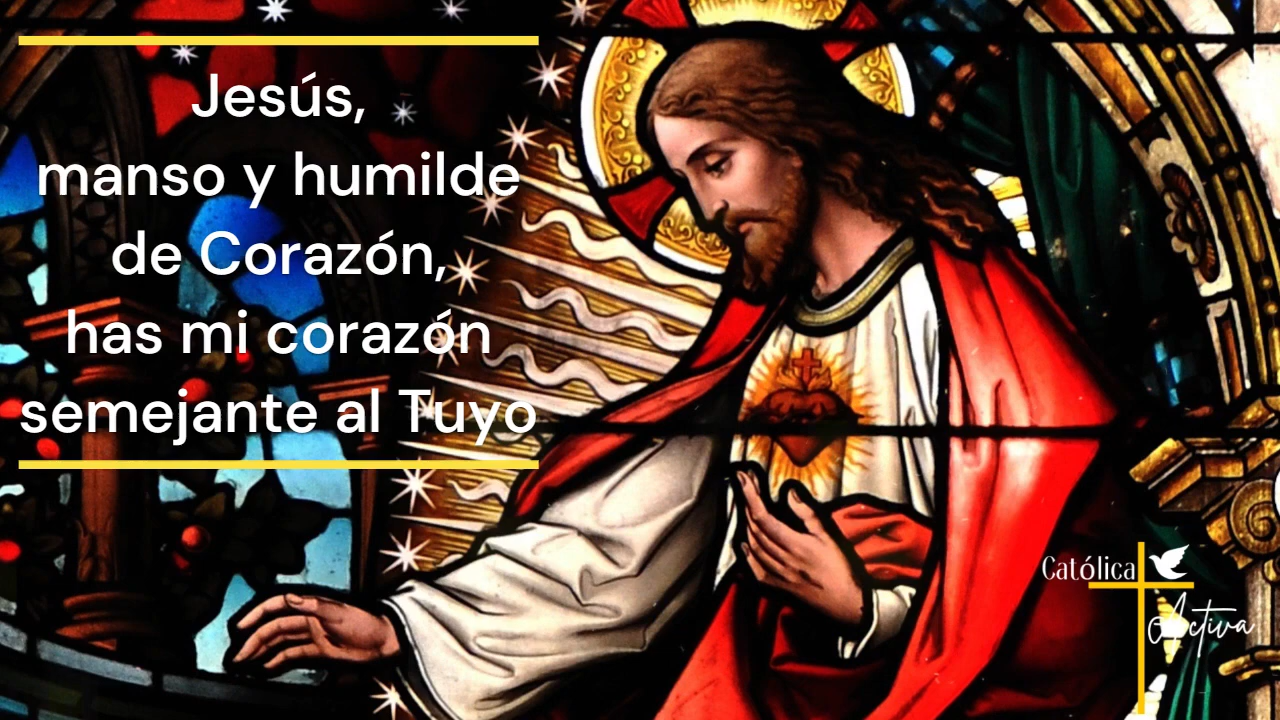 Jesús,
manso y humilde
de Corazón,
has mi corazón
semejante al Tuyo
Católica
Activa